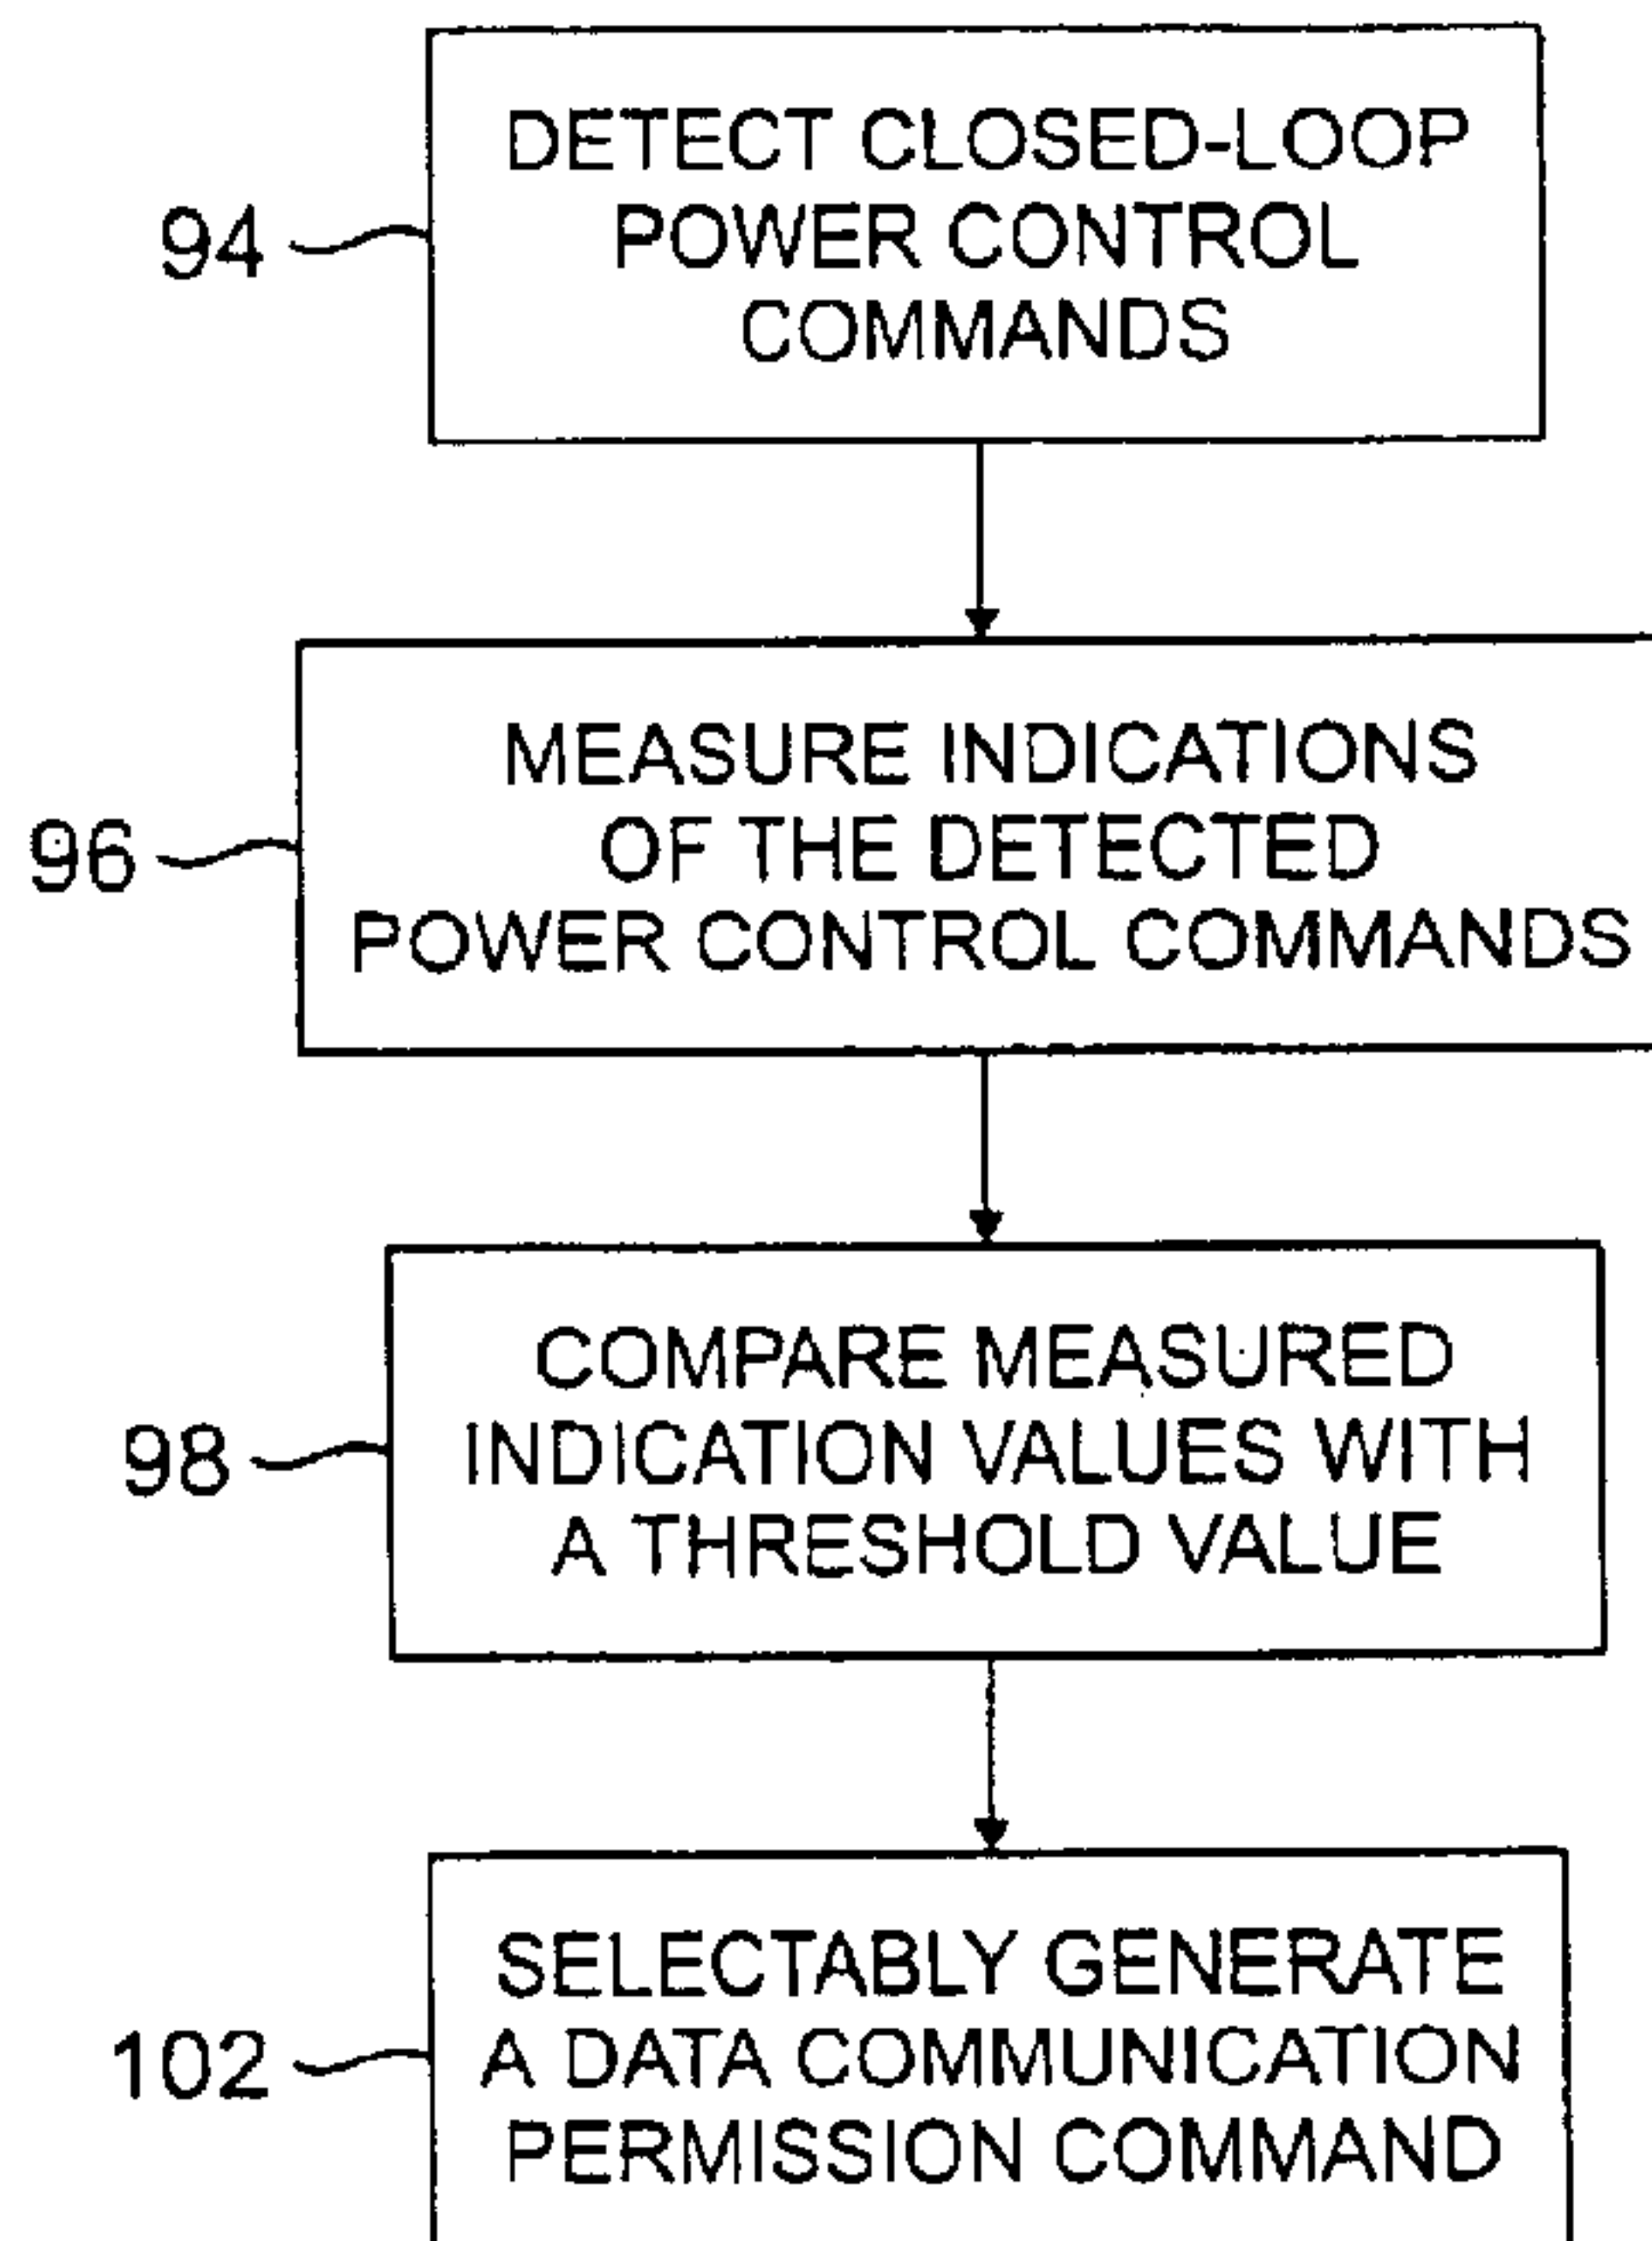 DETECT CLOSED-LOOP
POWER CONTROL
COMMANDS
94
MEASURE INDICATIONS
OF THE DETECTED
POWER CONTROL COMMANDS
96
COMPARE MEASURED
INDICATION VALUES WITH
A THRESHOLD VALUE
98
SELECTABLY GENERATE
A DATA COMMUNICATION
PERMISSION COMMAND
102